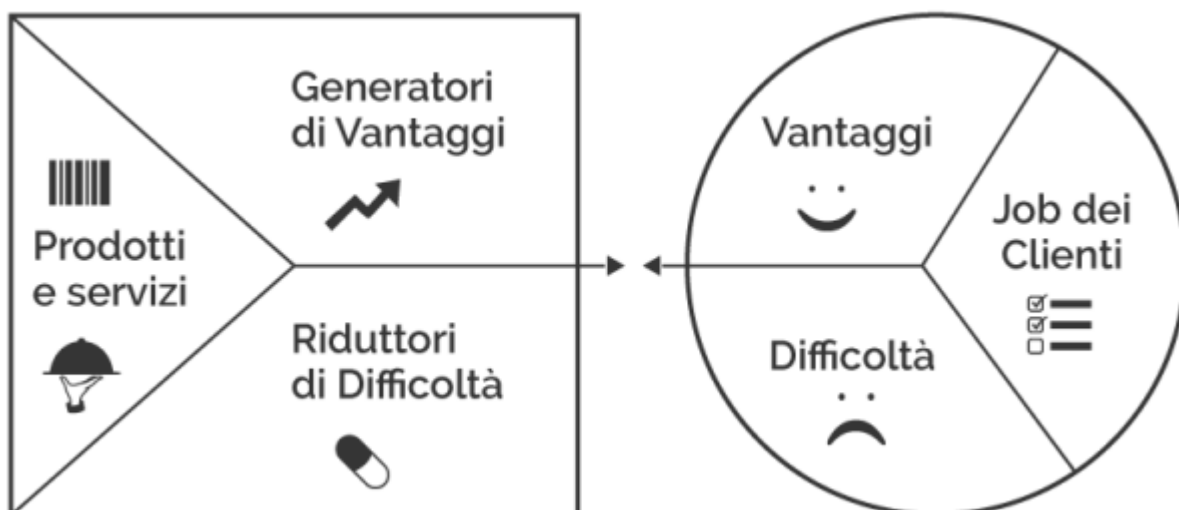 Generatori
di Vantaggi
Prodotti
e servizi
Riduttori
di Difficoltà
Vantaggi
Job dei
Clienti
Difficoltà